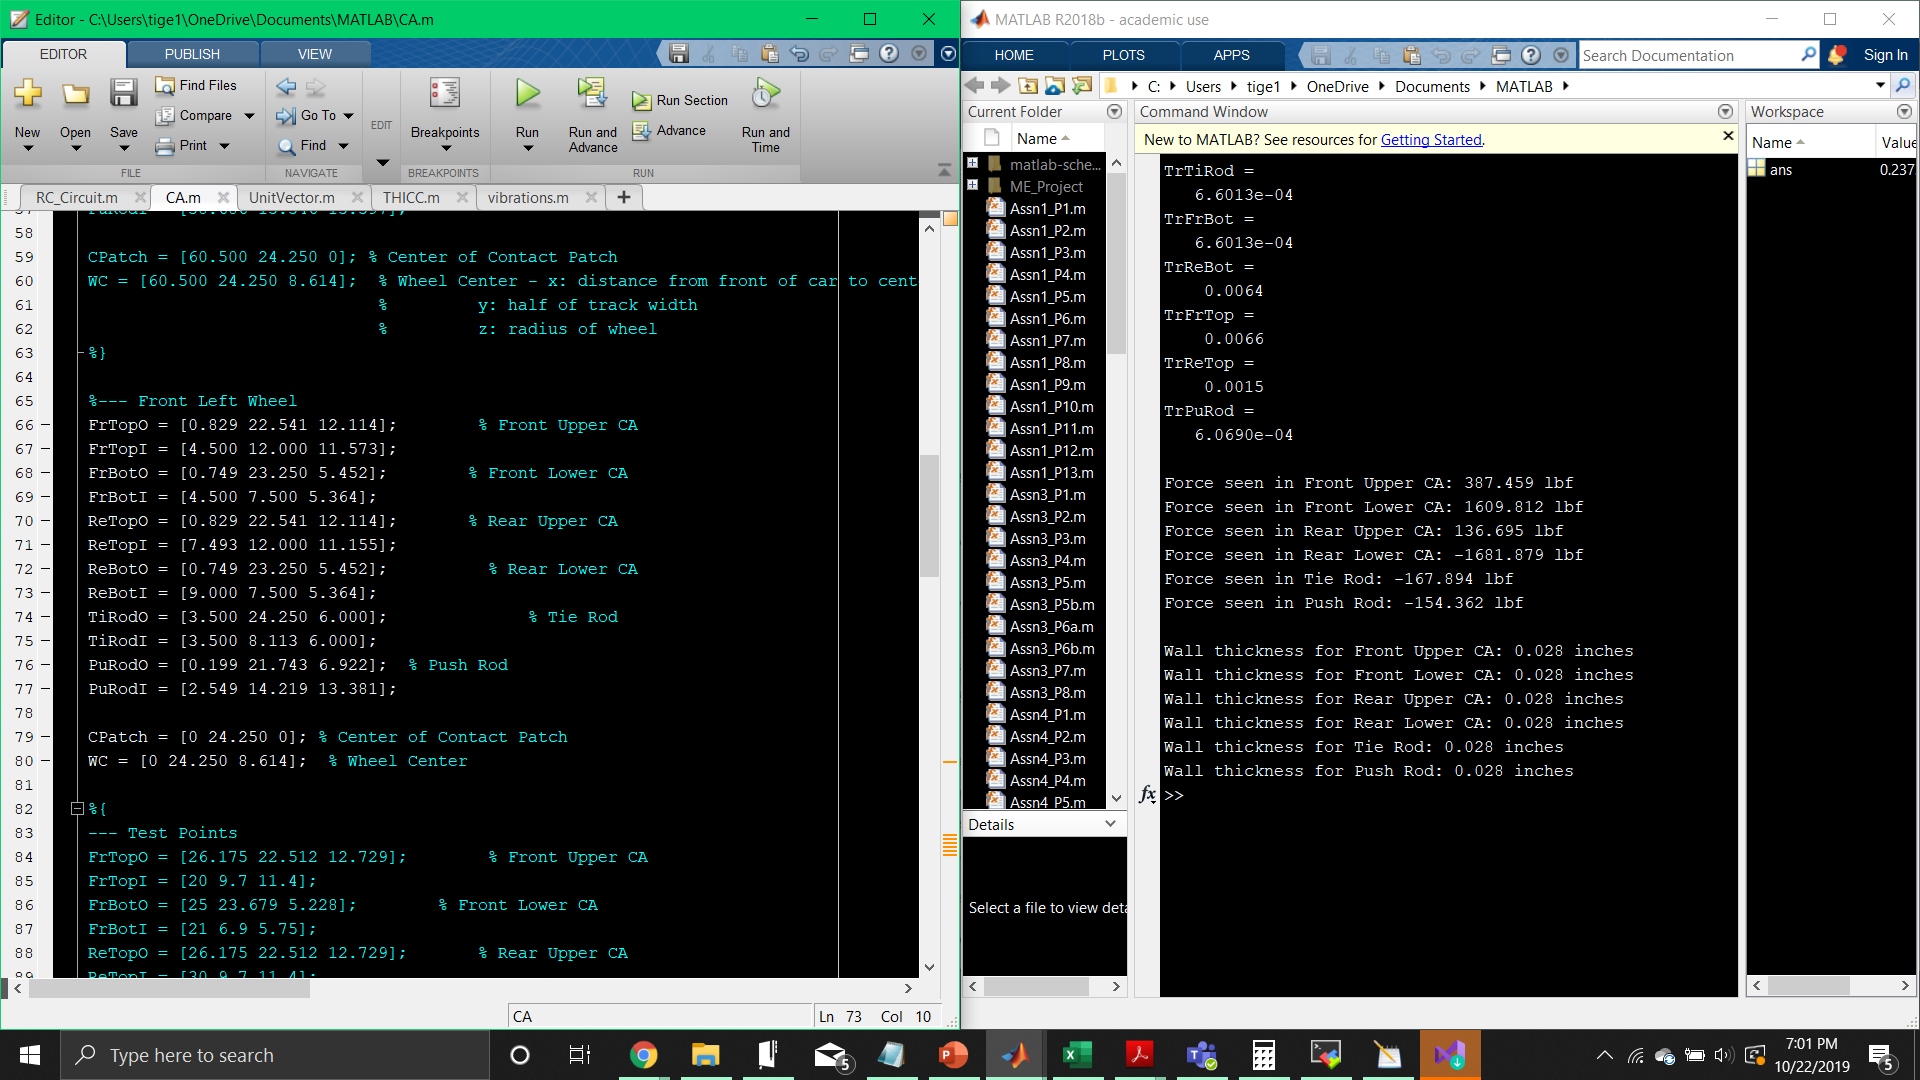 Editor - C:\Users\tige1\OneDrive\Documents\MATLAB\CA.m
EDITOR PUBLISH VIEW
New Open Save
Find Files
Compare
Print
Go To
Find
EDIT
Breakpoints
Run
Run and Advance
Run Section
Advance
Run and Time
FILE NAVIGATE BREAKPOINTS RUN
RC_Circuit.m CA.m UnitVector.m THICC.m vibrations.m
58
59 CPatch = [60.500 24.250 0]; % Center of Contact Patch
60 WC = [60.500 24.250 8.614]; % Wheel Center - x: distance from front of car to cent
61 % y: half of track width
62 % z: radius of wheel
63 %}
64
65 %--- Front Left Wheel
66 FrTopO = [0.829 22.541 12.114]; % Front Upper CA
67 FrTopI = [4.500 12.000 11.573];
68 FrBotO = [0.749 23.250 5.452]; % Front Lower CA
69 FrBotI = [4.500 7.500 5.364];
70 ReTopO = [0.829 22.541 12.114]; % Rear Upper CA
71 ReTopI = [7.493 12.000 11.155];
72 ReBotO = [0.749 23.250 5.452]; % Rear Lower CA
73 ReBotI = [9.000 7.500 5.364];
74 TiRodO = [3.500 24.250 6.000]; % Tie Rod
75 TiRodI = [3.500 8.113 6.000];
76 PuRodO = [0.199 21.743 6.922]; % Push Rod
77 PuRodI = [2.549 14.219 13.381];
78
79 CPatch = [0 24.250 0]; % Center of Contact Patch
80 WC = [0 24.250 8.614]; % Wheel Center
81
82 %{
83 --- Test Points
84 FrTopO = [26.175 22.512 12.729]; % Front Upper CA
85 FrTopI = [20 9.7 11.4];
86 FrBotO = [25 23.679 5.228]; % Front Lower CA
87 FrBotI = [21 6.9 5.75];
88 ReTopO = [26.175 22.512 12.729]; % Rear Upper CA
89 ReTopI = [30 9.7 11.4];
CA
Ln 73 Col 10
MATLAB R2018b - academic use
HOME PLOTS APPS
Search Documentation
Sign In
C: Users tige1 OneDrive Documents MATLAB
Current Folder
Name
matlab-sche...
ME_Project
Assn1_P1.m
Assn1_P2.m
Assn1_P3.m
Assn1_P4.m
Assn1_P5.m
Assn1_P6.m
Assn1_P7.m
Assn1_P8.m
Assn1_P9.m
Assn1_P10.m
Assn1_P11.m
Assn1_P12.m
Assn1_P13.m
Assn3_P1.m
Assn3_P2.m
Assn3_P3.m
Assn3_P4.m
Assn3_P5.m
Assn3_P5b.m
Assn3_P6a.m
Assn3_P6b.m
Assn3_P7.m
Assn3_P8.m
Assn4_P1.m
Assn4_P2.m
Assn4_P3.m
Assn4_P4.m
Assn4_P5.m
Details
Select a file to view deta
Command Window
New to MATLAB? See resources for Getting Started.
TrTiRod =
6.6013e-04
TrFrBot =
6.6013e-04
TrReBot =
0.0064
TrFrTop =
0.0066
TrReTop =
0.0015
TrPuRod =
6.0690e-04
Force seen in Front Upper CA: 387.459 lbf
Force seen in Front Lower CA: 1609.812 lbf
Force seen in Rear Upper CA: 136.695 lbf
Force seen in Rear Lower CA: -1681.879 lbf
Force seen in Tie Rod: -167.894 lbf
Force seen in Push Rod: -154.362 lbf
Wall thickness for Front Upper CA: 0.028 inches
Wall thickness for Front Lower CA: 0.028 inches
Wall thickness for Rear Upper CA: 0.028 inches
Wall thickness for Rear Lower CA: 0.028 inches
Wall thickness for Tie Rod: 0.028 inches
Wall thickness for Push Rod: 0.028 inches
fx >>
Workspace
Name Value
ans 0.237
Type here to search
5
7:01 PM
10/22/2019
5